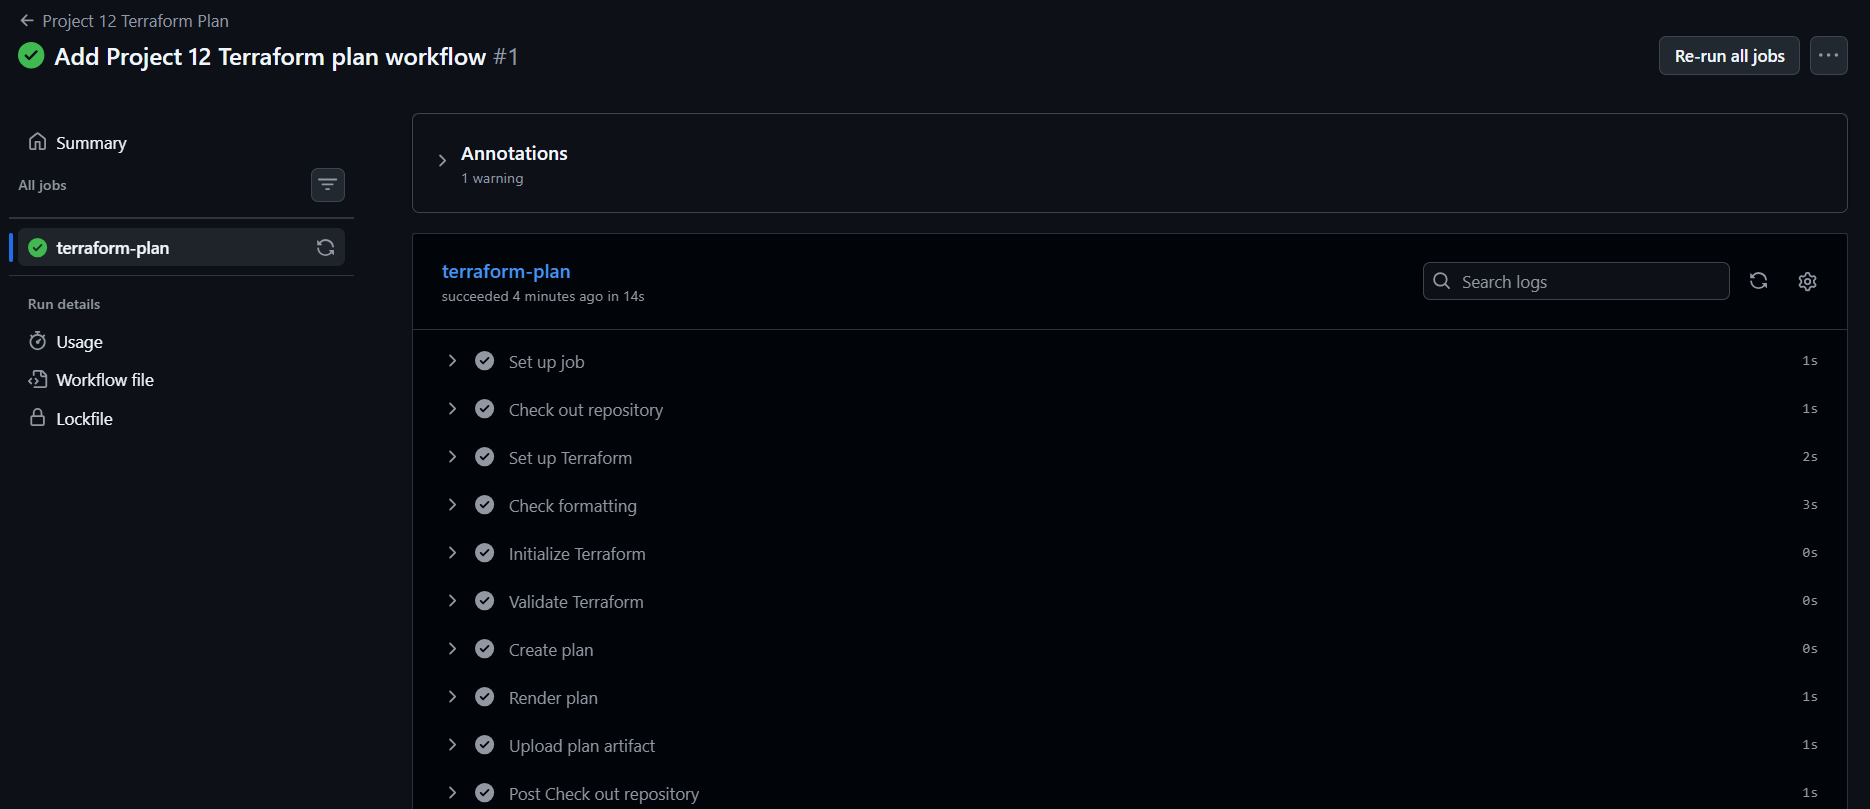 Project 12 Terraform Plan
Add Project 12 Terraform plan workflow #1
Re-run all jobs
Summary
All jobs
terraform-plan
Run details
Usage
Workflow file
Lockfile
Annotations
1 warning
terraform-plan
succeeded 4 minutes ago in 14s
Search logs
Set up job 1s
Check out repository 1s
Set up Terraform 2s
Check formatting 3s
Initialize Terraform 0s
Validate Terraform 0s
Create plan 0s
Render plan 1s
Upload plan artifact 1s
Post Check out repository 1s